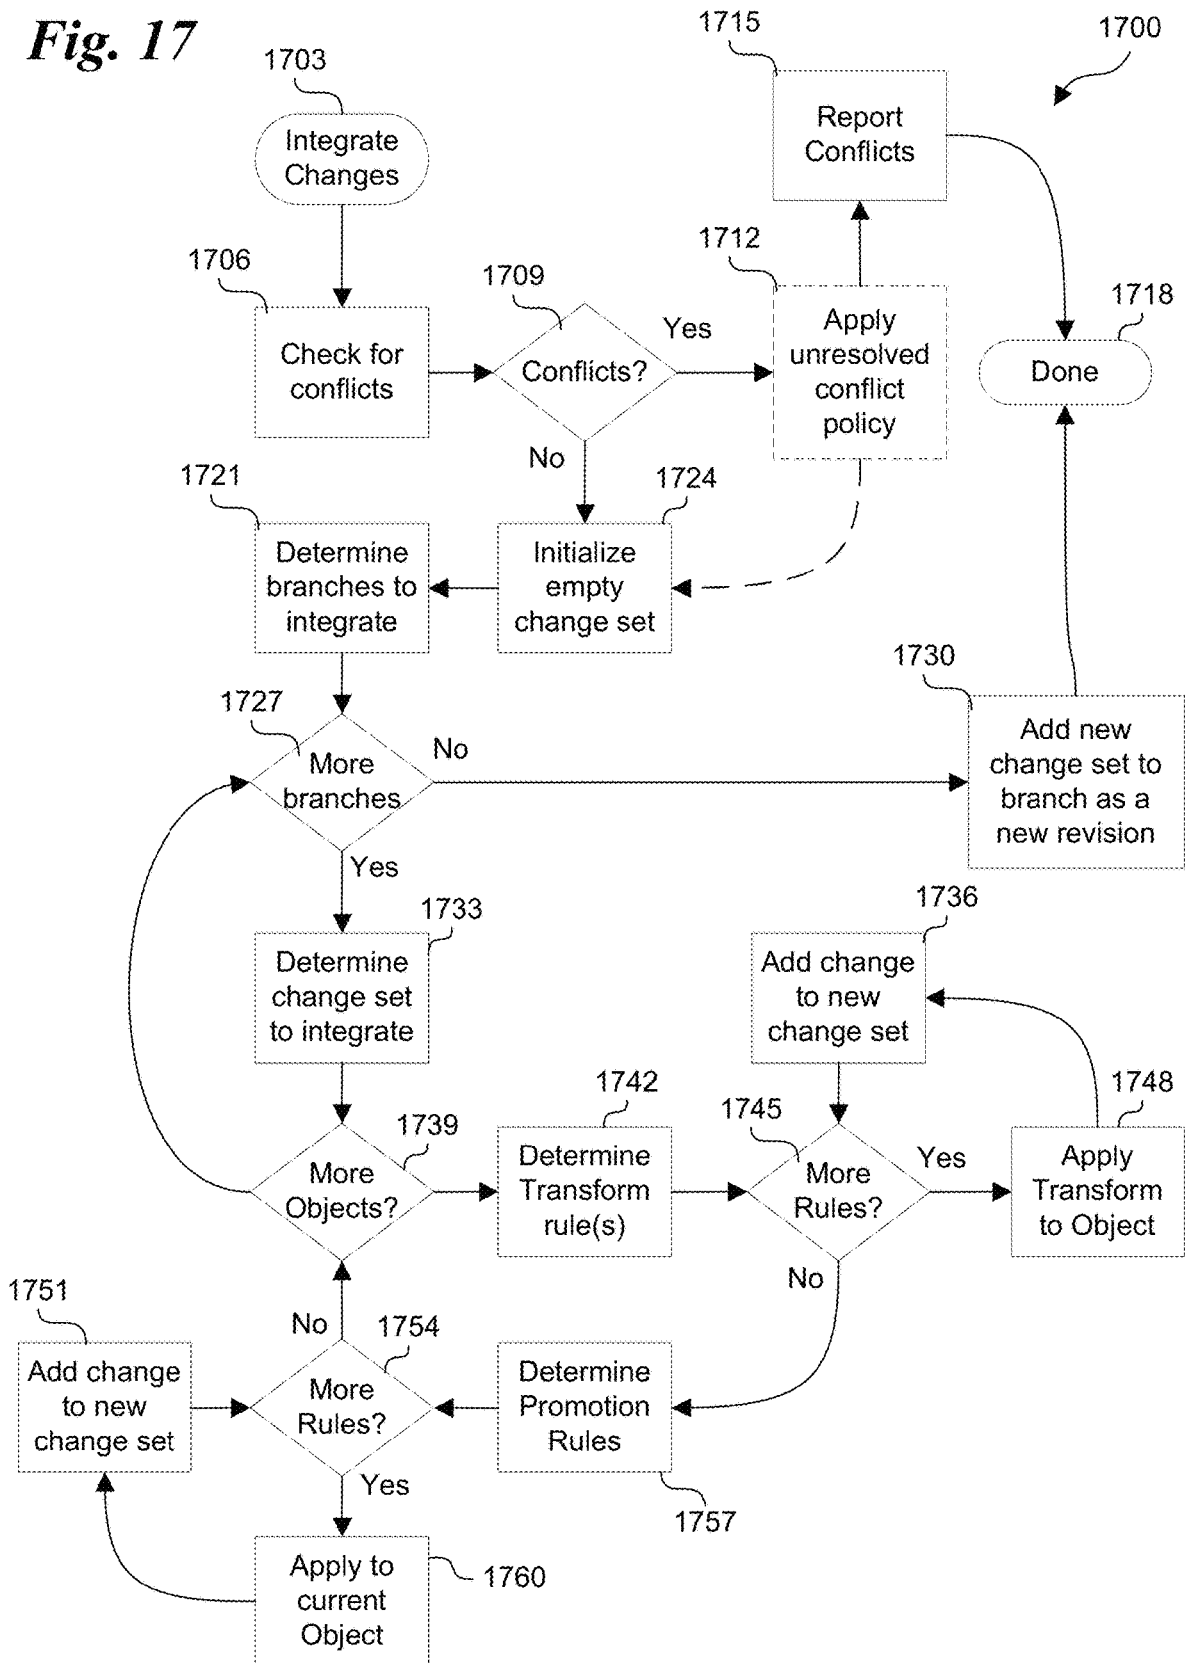 Fig. 17
1703
1715
1700
Integrate
Changes
Report
Conflicts
1706
1709
1712
1718
Check for
conflicts
Conflicts?
Yes
Apply
unresolved
conflict
policy
Done
No
1721
1724
Determine
branches to
integrate
Initialize
empty
change set
1727
1730
More
branches
No
Add new
change set to
branch as a
new revision
Yes
1733
1736
Determine
change set
to integrate
Add change
to new
change set
1739
1742
1745
1748
More
Objects?
Determine
Transform
rule(s)
More
Rules?
Yes
Apply
Transform
to Object
No
1751
No
1754
Add change
to new
change set
More
Rules?
Determine
Promotion
Rules
Yes
1757
Apply to
current
Object
1760